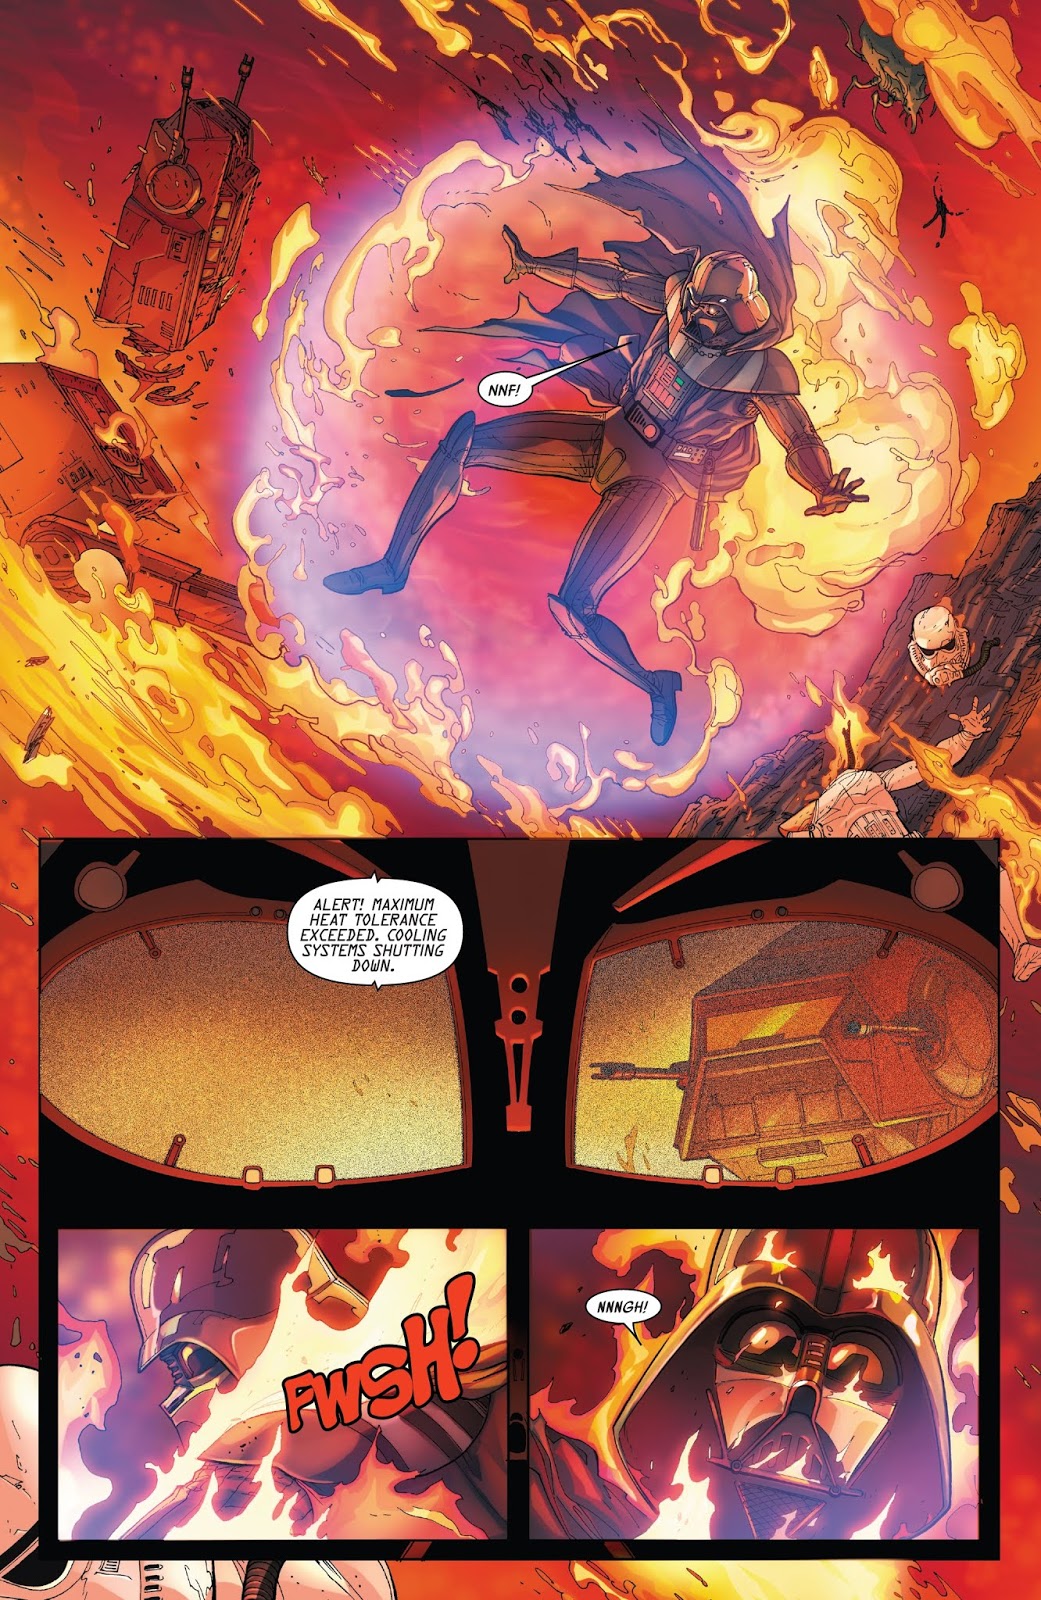 NNF!
ALERT! MAXIMUM
HEAT TOLERANCE
EXCEEDED. COOLING
SYSTEMS SHUTTING
DOWN.
FWSH!
NNNGH!